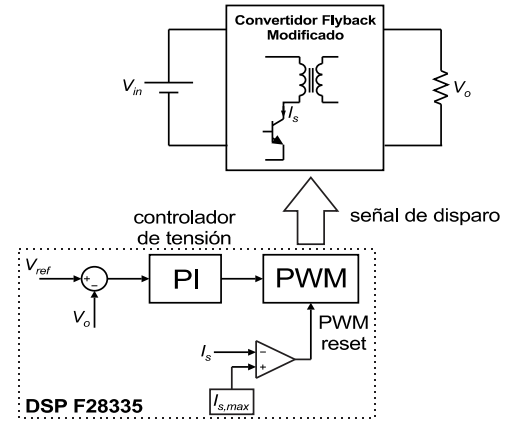 Convertidor Flyback
Modificado
V_in
I_s
V_o
controlador
de tensión
señal de disparo
V_ref
+
−
V_o
PI
PWM
PWM
reset
I_s
−
+
I_s,max
DSP F28335